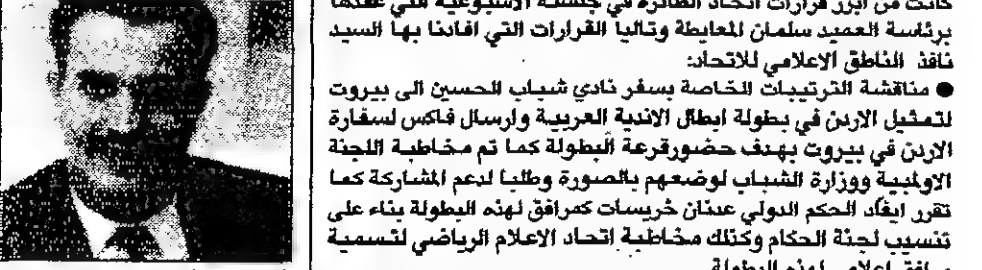 كانت من ابرز قرارات اتحاد الطائرة في جلسته الاسبوعية التي عقدها
برئاسة العميد سلمان المعايطة وتاليا القرارات التي افادنا بها السيد
نافذ الناطق الاعلامي للاتحاد:
● مناقشة الترتيبات الخاصة بسفر نادي شباب الحسين الى بيروت
لتمثيل الاردن في بطولة ابطال الاندية العربية وارسال فاكس لسفارة
الاردن في بيروت بهدف حضور قرعة البطولة كما تم مخاطبة اللجنة
الاولمبية ووزارة الشباب لوضعهم بالصورة وطلبا لدعم المشاركة كما
تقرر ايفاد الحكم الدولي عدنان خريسات كمرافق لهذه البطولة بناء على
تنسيب لجنة الحكام وكذلك مخاطبة اتحاد الاعلام الرياضي لتسمية
مرافق اعلامي لهذه البطولة